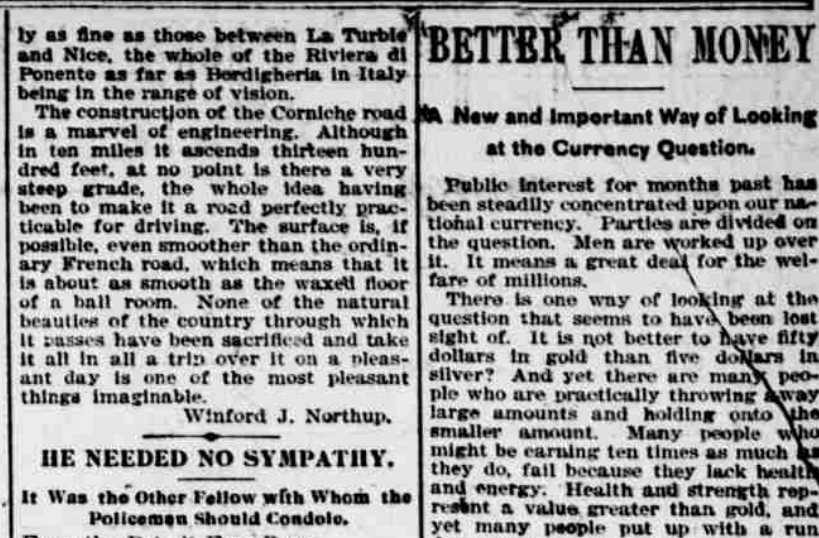 ly as fine as those between La Turbie
and Nice, the whole of the Riviera di
Ponente as far as Bordigheria in Italy
being in the range of vision.
The construction of the Corniche road
is a marvel of engineering. Although
in ten miles it ascends thirteen hun-
dred feet, at no point is there a very
steep grade, the whole idea having
been to make it a road perfectly prac-
ticable for driving. The surface is, if
possible, even smoother than the ordin-
ary French road, which means that it
is about as smooth as the waxed floor
of a ball room. None of the natural
beauties of the country through which
it passes have been sacrificed and take
it all in all a trip over it on a pleas-
ant day is one of the most pleasant
things imaginable.
Winford J. Northup.
HE NEEDED NO SYMPATHY.
It Was the Other Fellow with Whom the
Policeman Should Condole.
BETTER THAN MONEY
A New and Important Way of Looking
at the Currency Question.
Public interest for months past has
been steadily concentrated upon our na-
tional currency. Parties are divided on
the question. Men are worked up over
it. It means a great deal for the wel-
fare of millions.
There is one way of looking at the
question that seems to have been lost
sight of. It is not better to have fifty
dollars in gold than five dollars in
silver? And yet there are many peo-
ple who are practically throwing away
large amounts and holding onto the
smaller amount. Many people who
might be earning ten times as much as
they do, fail because they lack health
and energy. Health and strength rep-
resent a value greater than gold, and
yet many people put up with a run